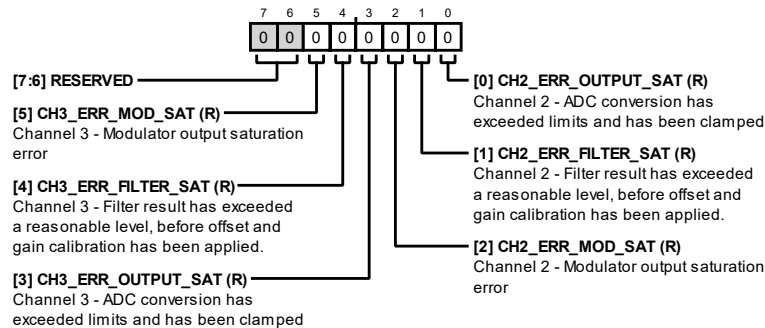 7 6 5 4 3 2 1 0
0 0 0 0 0 0 0 0
[7:6] RESERVED
[5] CH3_ERR_MOD_SAT (R)
Channel 3 - Modulator output saturation
error
[4] CH3_ERR_FILTER_SAT (R)
Channel 3 - Filter result has exceeded
a reasonable level, before offset and
gain calibration has been applied.
[3] CH3_ERR_OUTPUT_SAT (R)
Channel 3 - ADC conversion has
exceeded limits and has been clamped
[0] CH2_ERR_OUTPUT_SAT (R)
Channel 2 - ADC conversion has
exceeded limits and has been clamped
[1] CH2_ERR_FILTER_SAT (R)
Channel 2 - Filter result has exceeded
a reasonable level, before offset and
gain calibration has been applied.
[2] CH2_ERR_MOD_SAT (R)
Channel 2 - Modulator output saturation
error